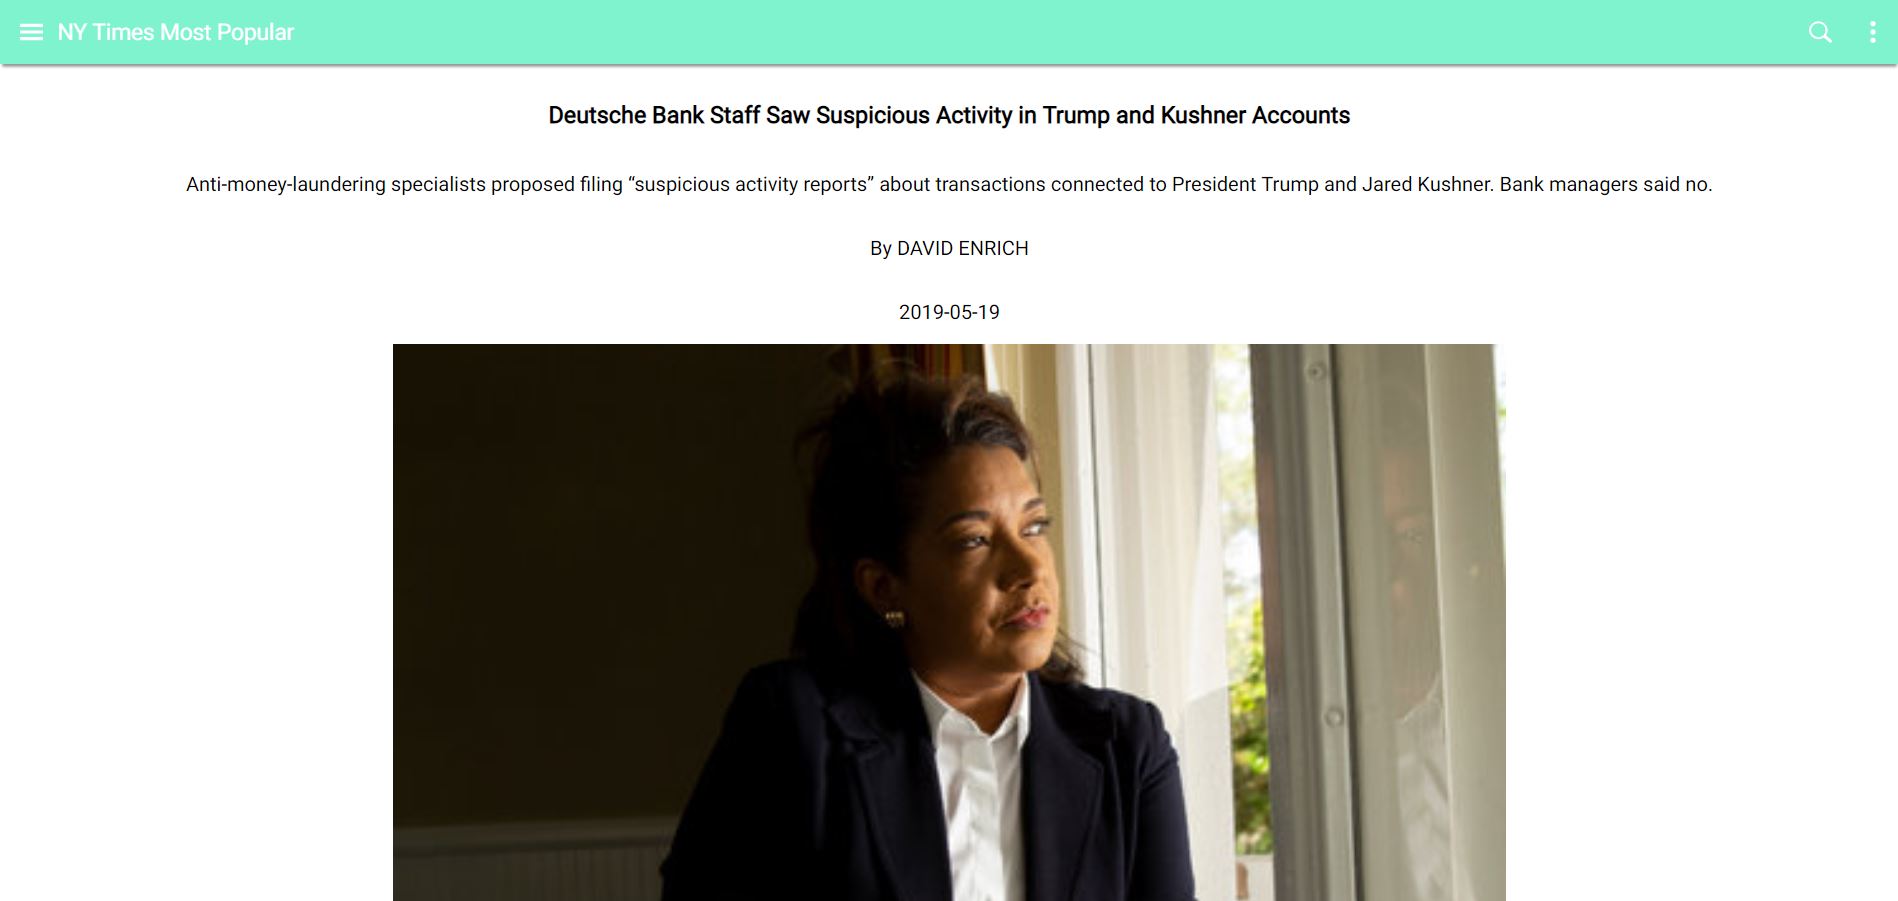 NY Times Most Popular
Deutsche Bank Staff Saw Suspicious Activity in Trump and Kushner Accounts
Anti-money-laundering specialists proposed filing “suspicious activity reports” about transactions connected to President Trump and Jared Kushner. Bank managers said no.
By DAVID ENRICH
2019-05-19